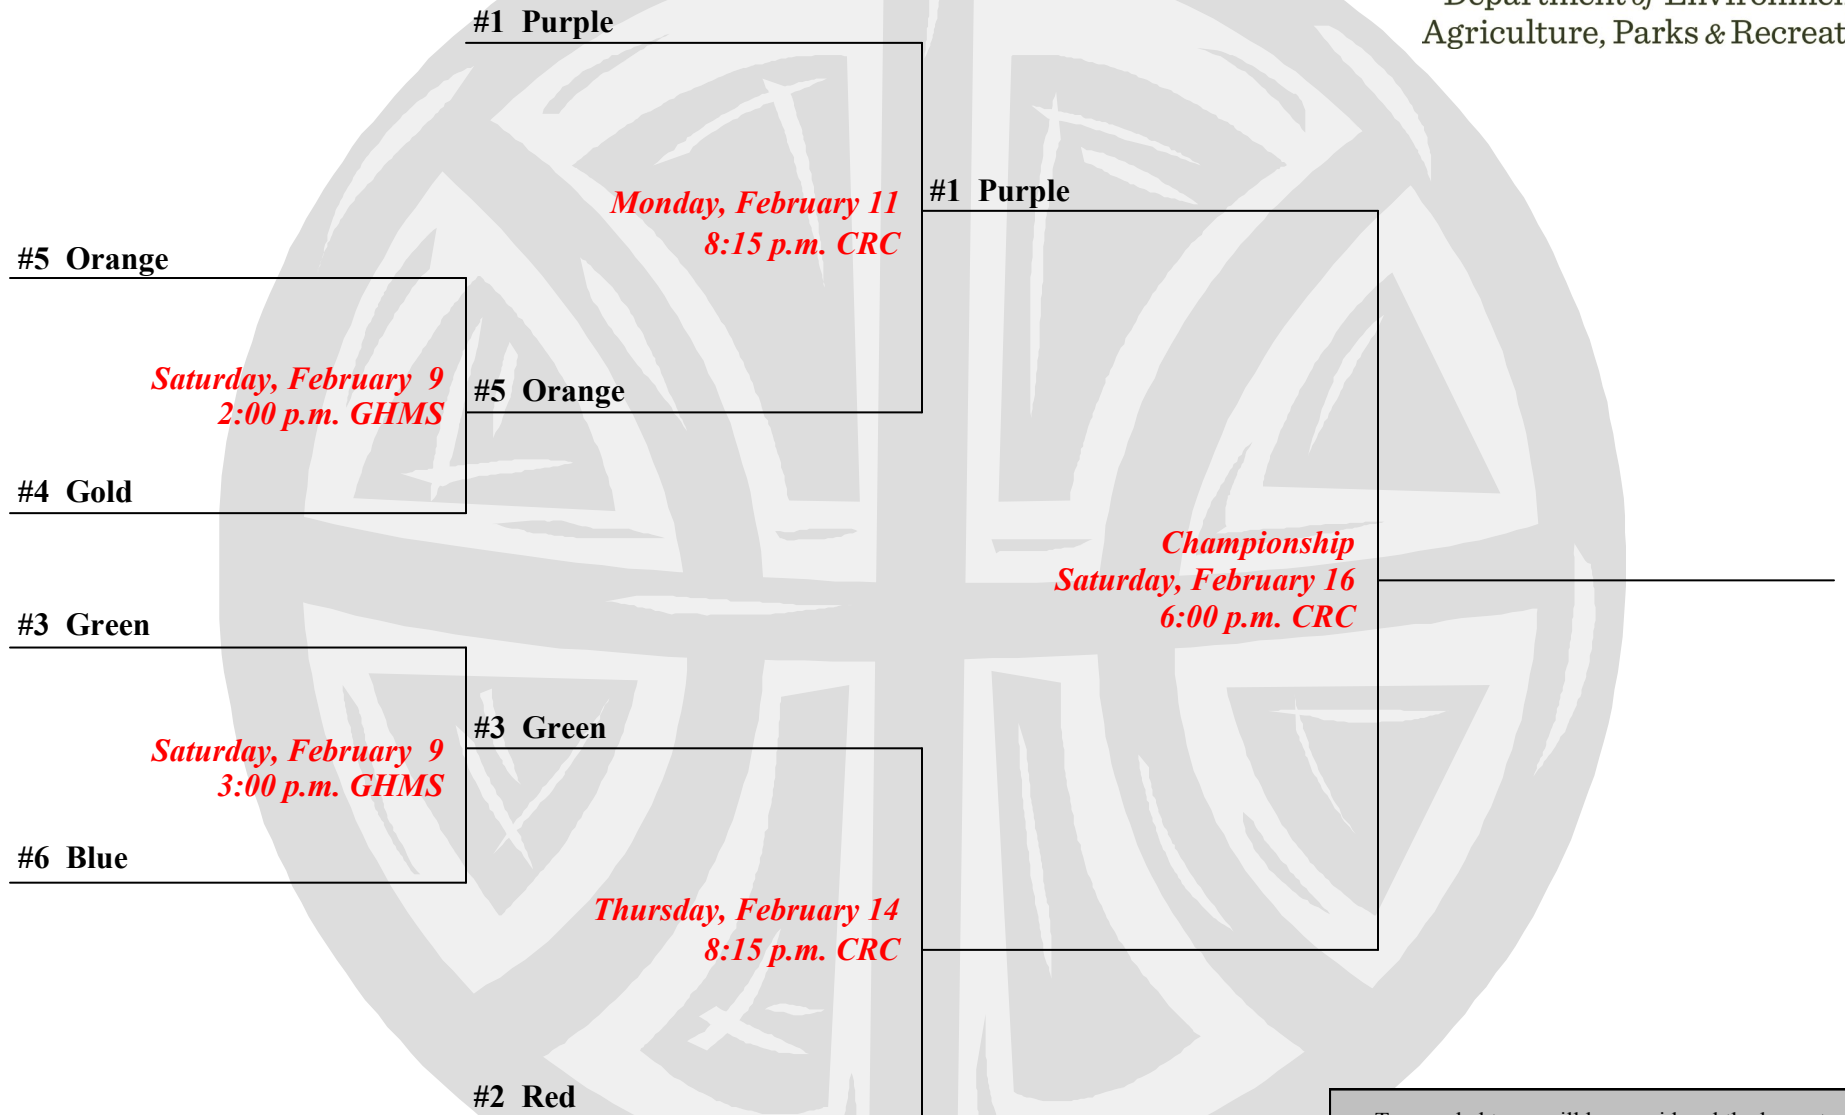 Agriculture, Parks & Recreat
#1 Purple
Monday, February 11
8:15 p.m. CRC
#1 Purple
#5 Orange
Saturday, February 9
2:00 p.m. GHMS
#5 Orange
#4 Gold
Championship
Saturday, February 16
6:00 p.m. CRC
#3 Green
#3 Green
Saturday, February 9
3:00 p.m. GHMS
#6 Blue
Thursday, February 14
8:15 p.m. CRC
#2 Red